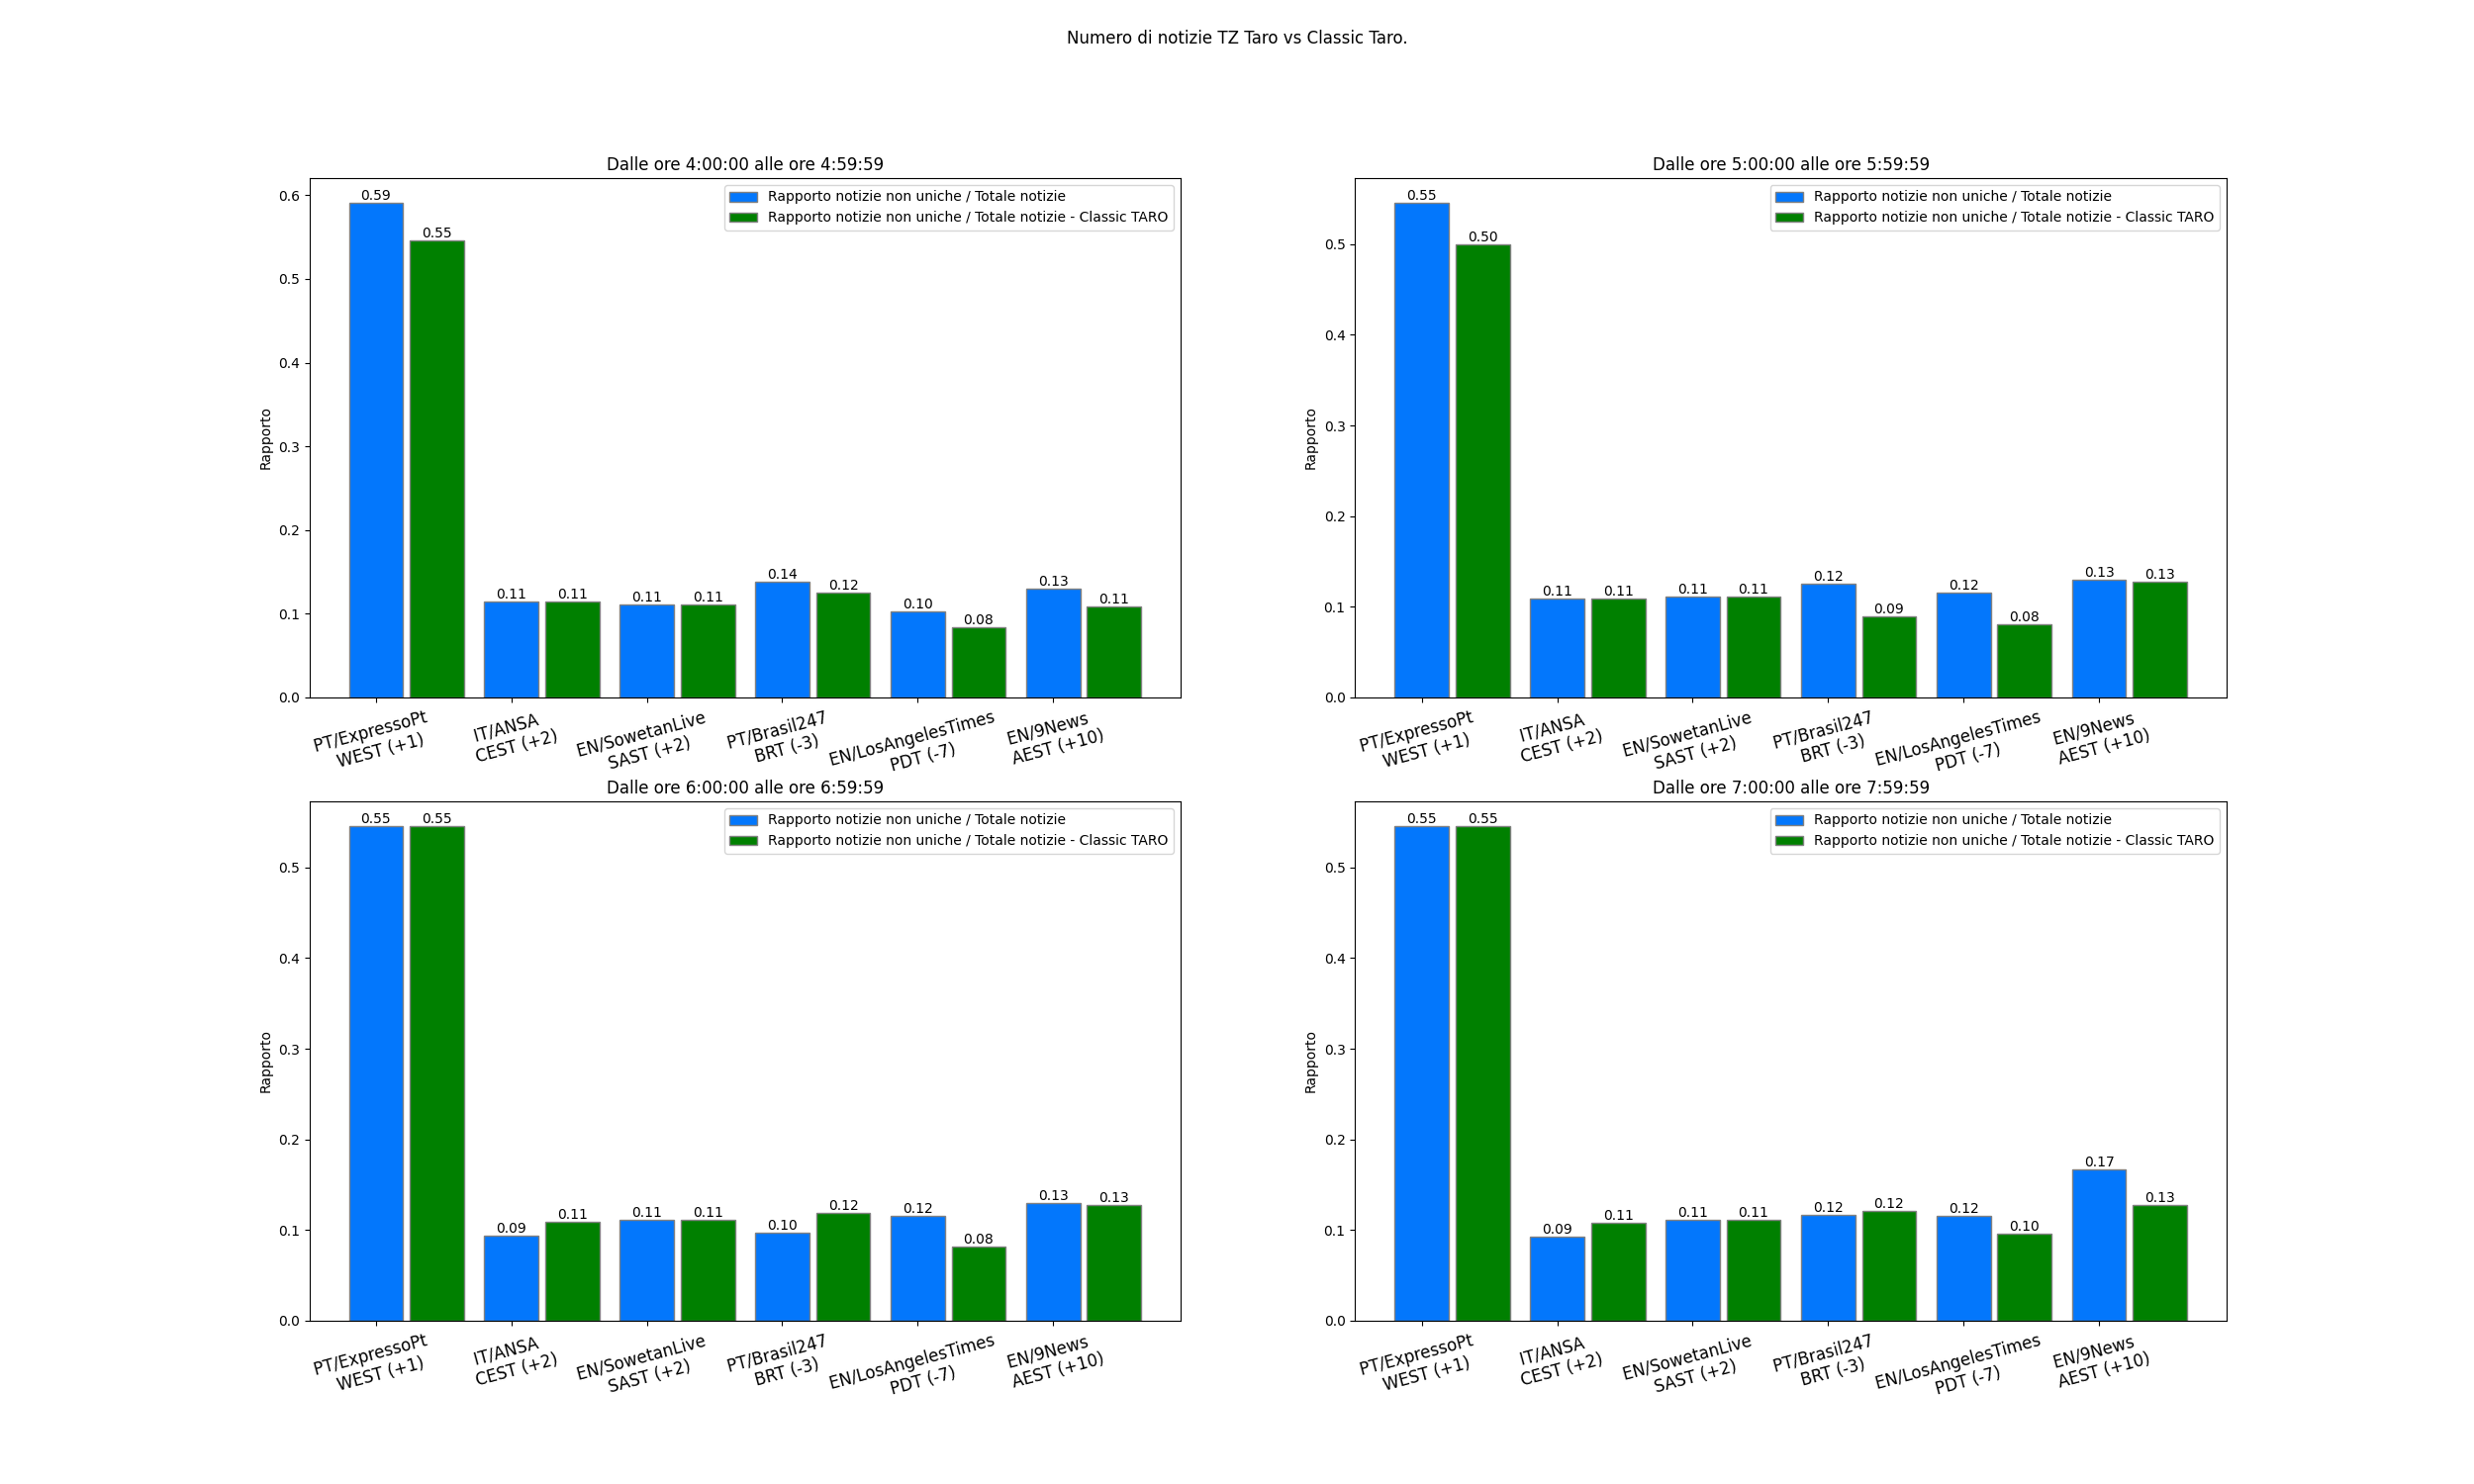 Numero di notizie TZ Taro vs Classic Taro.
Dalle ore 4:00:00 alle ore 4:59:59
Rapporto notizie non uniche / Totale notizie
Rapporto notizie non uniche / Totale notizie - Classic TARO
Rapporto
0.6
0.5
0.4
0.3
0.2
0.1
0.0
0.59
0.55
0.11
0.11
0.11
0.11
0.14
0.12
0.10
0.08
0.13
0.11
PT/ExpressoPt
WEST (+1)
IT/ANSA
CEST (+2)
EN/SowetanLive
SAST (+2)
PT/Brasil247
BRT (-3)
EN/LosAngelesTimes
PDT (-7)
EN/9News
AEST (+10)
Dalle ore 5:00:00 alle ore 5:59:59
Rapporto notizie non uniche / Totale notizie
Rapporto notizie non uniche / Totale notizie - Classic TARO
Rapporto
0.5
0.4
0.3
0.2
0.1
0.0
0.55
0.50
0.11
0.11
0.11
0.11
0.12
0.09
0.12
0.08
0.13
0.13
PT/ExpressoPt
WEST (+1)
IT/ANSA
CEST (+2)
EN/SowetanLive
SAST (+2)
PT/Brasil247
BRT (-3)
EN/LosAngelesTimes
PDT (-7)
EN/9News
AEST (+10)
Dalle ore 6:00:00 alle ore 6:59:59
Rapporto notizie non uniche / Totale notizie
Rapporto notizie non uniche / Totale notizie - Classic TARO
Rapporto
0.5
0.4
0.3
0.2
0.1
0.0
0.55
0.55
0.09
0.11
0.11
0.11
0.10
0.12
0.12
0.08
0.13
0.13
PT/ExpressoPt
WEST (+1)
IT/ANSA
CEST (+2)
EN/SowetanLive
SAST (+2)
PT/Brasil247
BRT (-3)
EN/LosAngelesTimes
PDT (-7)
EN/9News
AEST (+10)
Dalle ore 7:00:00 alle ore 7:59:59
Rapporto notizie non uniche / Totale notizie
Rapporto notizie non uniche / Totale notizie - Classic TARO
Rapporto
0.5
0.4
0.3
0.2
0.1
0.0
0.55
0.55
0.09
0.11
0.11
0.11
0.12
0.12
0.12
0.10
0.17
0.13
PT/ExpressoPt
WEST (+1)
IT/ANSA
CEST (+2)
EN/SowetanLive
SAST (+2)
PT/Brasil247
BRT (-3)
EN/LosAngelesTimes
PDT (-7)
EN/9News
AEST (+10)